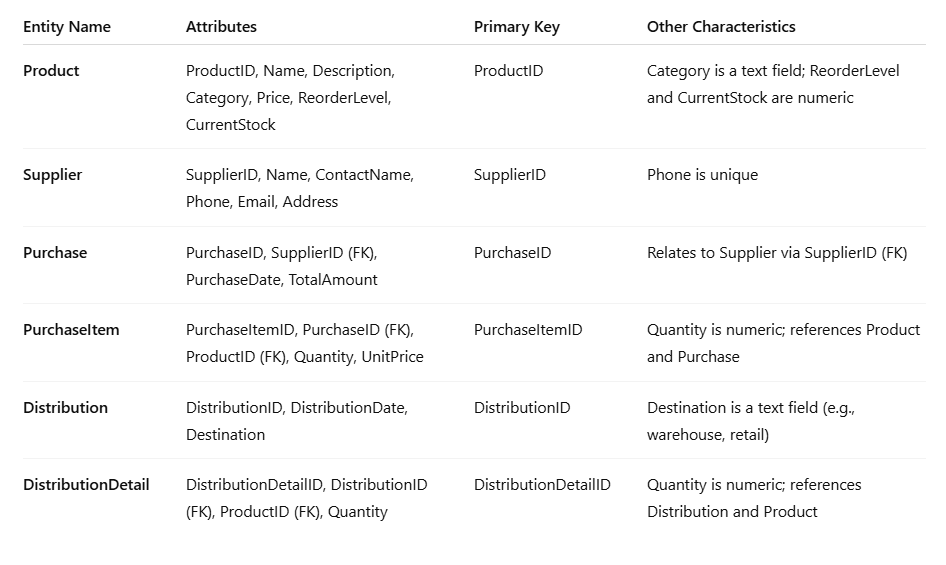 Entity Name Attributes Primary Key Other Characteristics
Product ProductID, Name, Description, ProductID Category is a text field; ReorderLevel
Category, Price, ReorderLevel, and CurrentStock are numeric
CurrentStock
Supplier SupplierID, Name, ContactName, SupplierID Phone is unique
Phone, Email, Address
Purchase PurchaseID, SupplierID (FK), PurchaseID Relates to Supplier via SupplierID (FK)
PurchaseDate, TotalAmount
PurchaseItem PurchaseItemID, PurchaseID (FK), PurchaseItemID Quantity is numeric; references Product
ProductID (FK), Quantity, UnitPrice and Purchase
Distribution DistributionID, DistributionDate, DistributionID Destination is a text field (e.g.,
Destination warehouse, retail)
DistributionDetail DistributionDetailID, DistributionID DistributionDetailID Quantity is numeric; references
(FK), ProductID (FK), Quantity Distribution and Product